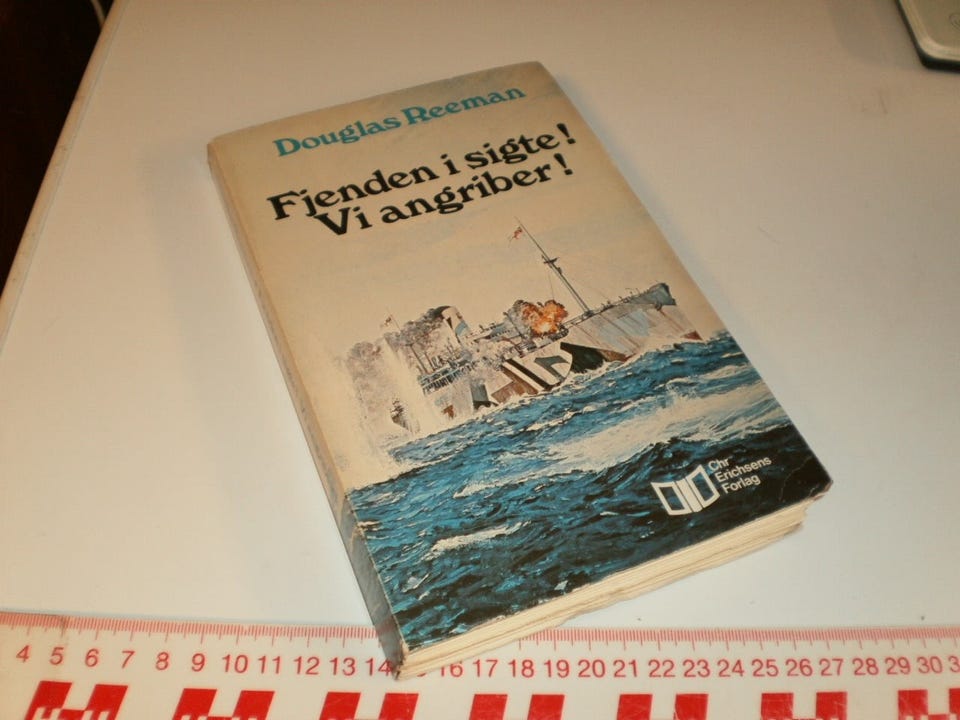 Douglas Reeman
Fjenden i sigte!
Vi angriber!
Chr
Erichsens
Forlag
4 5 6 7 8 9 10 11 12 13 14 16 17 18 19 20 21 22 23 24 25 26 27 28 29 30 3